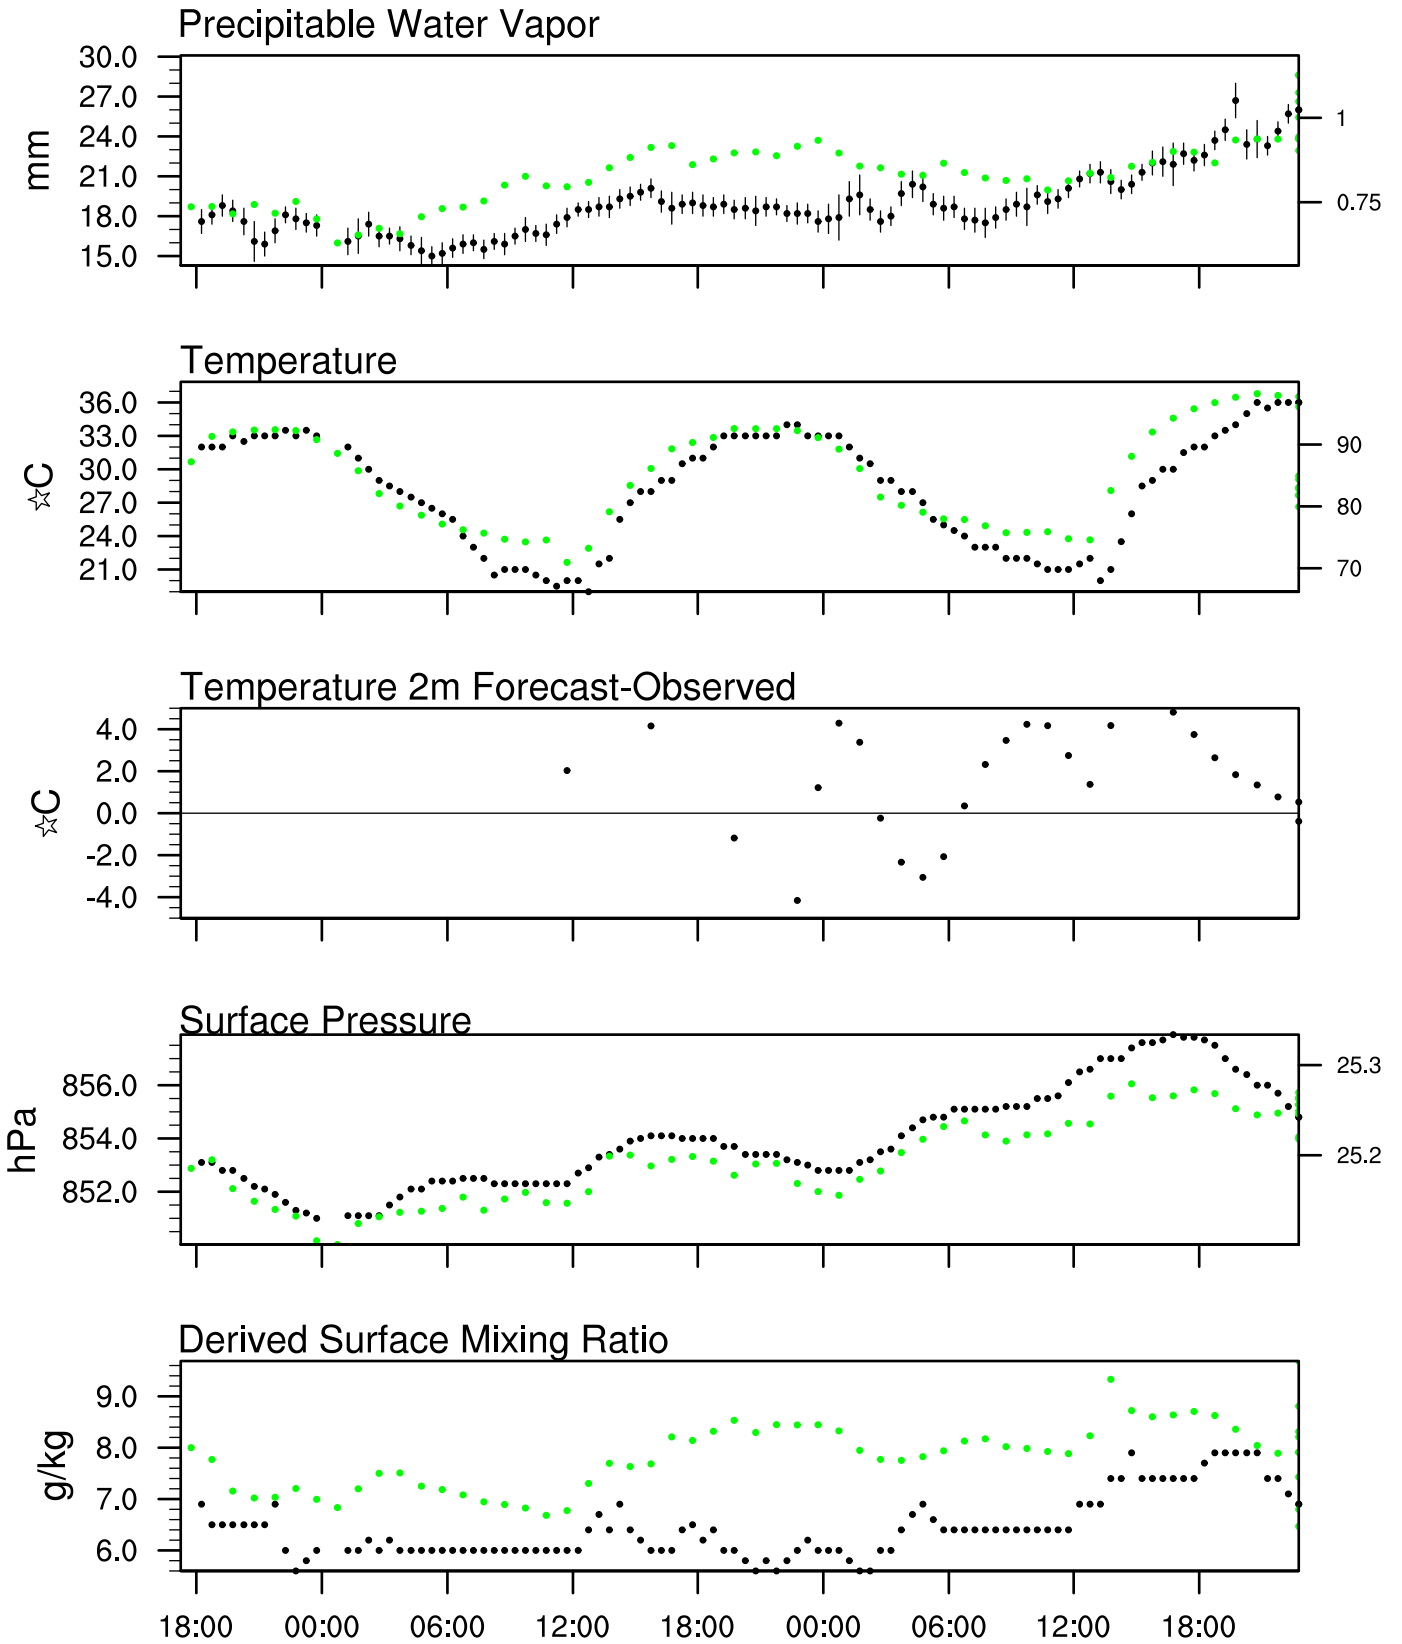 Precipitable Water Vapor
30.0
27.0
24.0
21.0
18.0
15.0
mm
1
0.75
Temperature
36.0
33.0
30.0
27.0
24.0
21.0
☆C
90
80
70
Temperature 2m Forecast-Observed
4.0
2.0
0.0
-2.0
-4.0
☆C
Surface Pressure
856.0
854.0
852.0
hPa
25.3
25.2
Derived Surface Mixing Ratio
9.0
8.0
7.0
6.0
g/kg
18:00 00:00 06:00 12:00 18:00 00:00 06:00 12:00 18:00